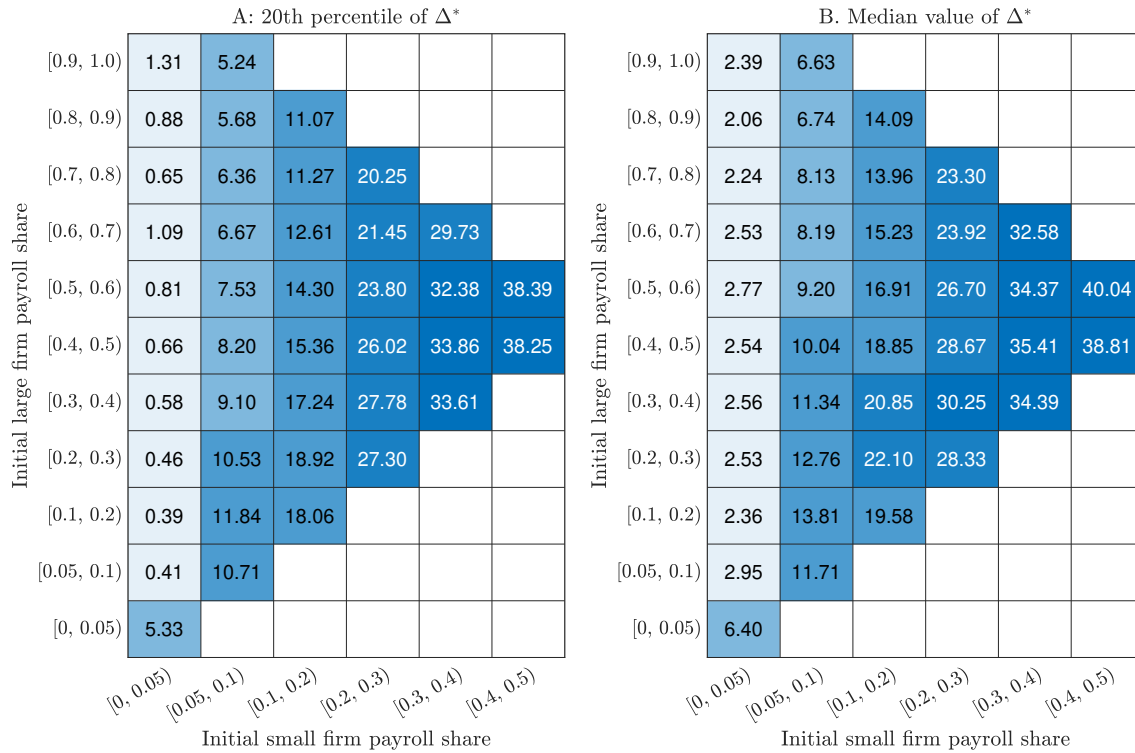 A: 20th percentile of Δ*
Initial large firm payroll share
[0.9, 1.0) 1.31 5.24
[0.8, 0.9) 0.88 5.68 11.07
[0.7, 0.8) 0.65 6.36 11.27 20.25
[0.6, 0.7) 1.09 6.67 12.61 21.45 29.73
[0.5, 0.6) 0.81 7.53 14.30 23.80 32.38 38.39
[0.4, 0.5) 0.66 8.20 15.36 26.02 33.86 38.25
[0.3, 0.4) 0.58 9.10 17.24 27.78 33.61
[0.2, 0.3) 0.46 10.53 18.92 27.30
[0.1, 0.2) 0.39 11.84 18.06
[0.05, 0.1) 0.41 10.71
[0, 0.05) 5.33
[0, 0.05) [0.05, 0.1) [0.1, 0.2) [0.2, 0.3) [0.3, 0.4) [0.4, 0.5)
Initial small firm payroll share
B. Median value of Δ*
Initial large firm payroll share
[0.9, 1.0) 2.39 6.63
[0.8, 0.9) 2.06 6.74 14.09
[0.7, 0.8) 2.24 8.13 13.96 23.30
[0.6, 0.7) 2.53 8.19 15.23 23.92 32.58
[0.5, 0.6) 2.77 9.20 16.91 26.70 34.37 40.04
[0.4, 0.5) 2.54 10.04 18.85 28.67 35.41 38.81
[0.3, 0.4) 2.56 11.34 20.85 30.25 34.39
[0.2, 0.3) 2.53 12.76 22.10 28.33
[0.1, 0.2) 2.36 13.81 19.58
[0.05, 0.1) 2.95 11.71
[0, 0.05) 6.40
[0, 0.05) [0.05, 0.1) [0.1, 0.2) [0.2, 0.3) [0.3, 0.4) [0.4, 0.5)
Initial small firm payroll share